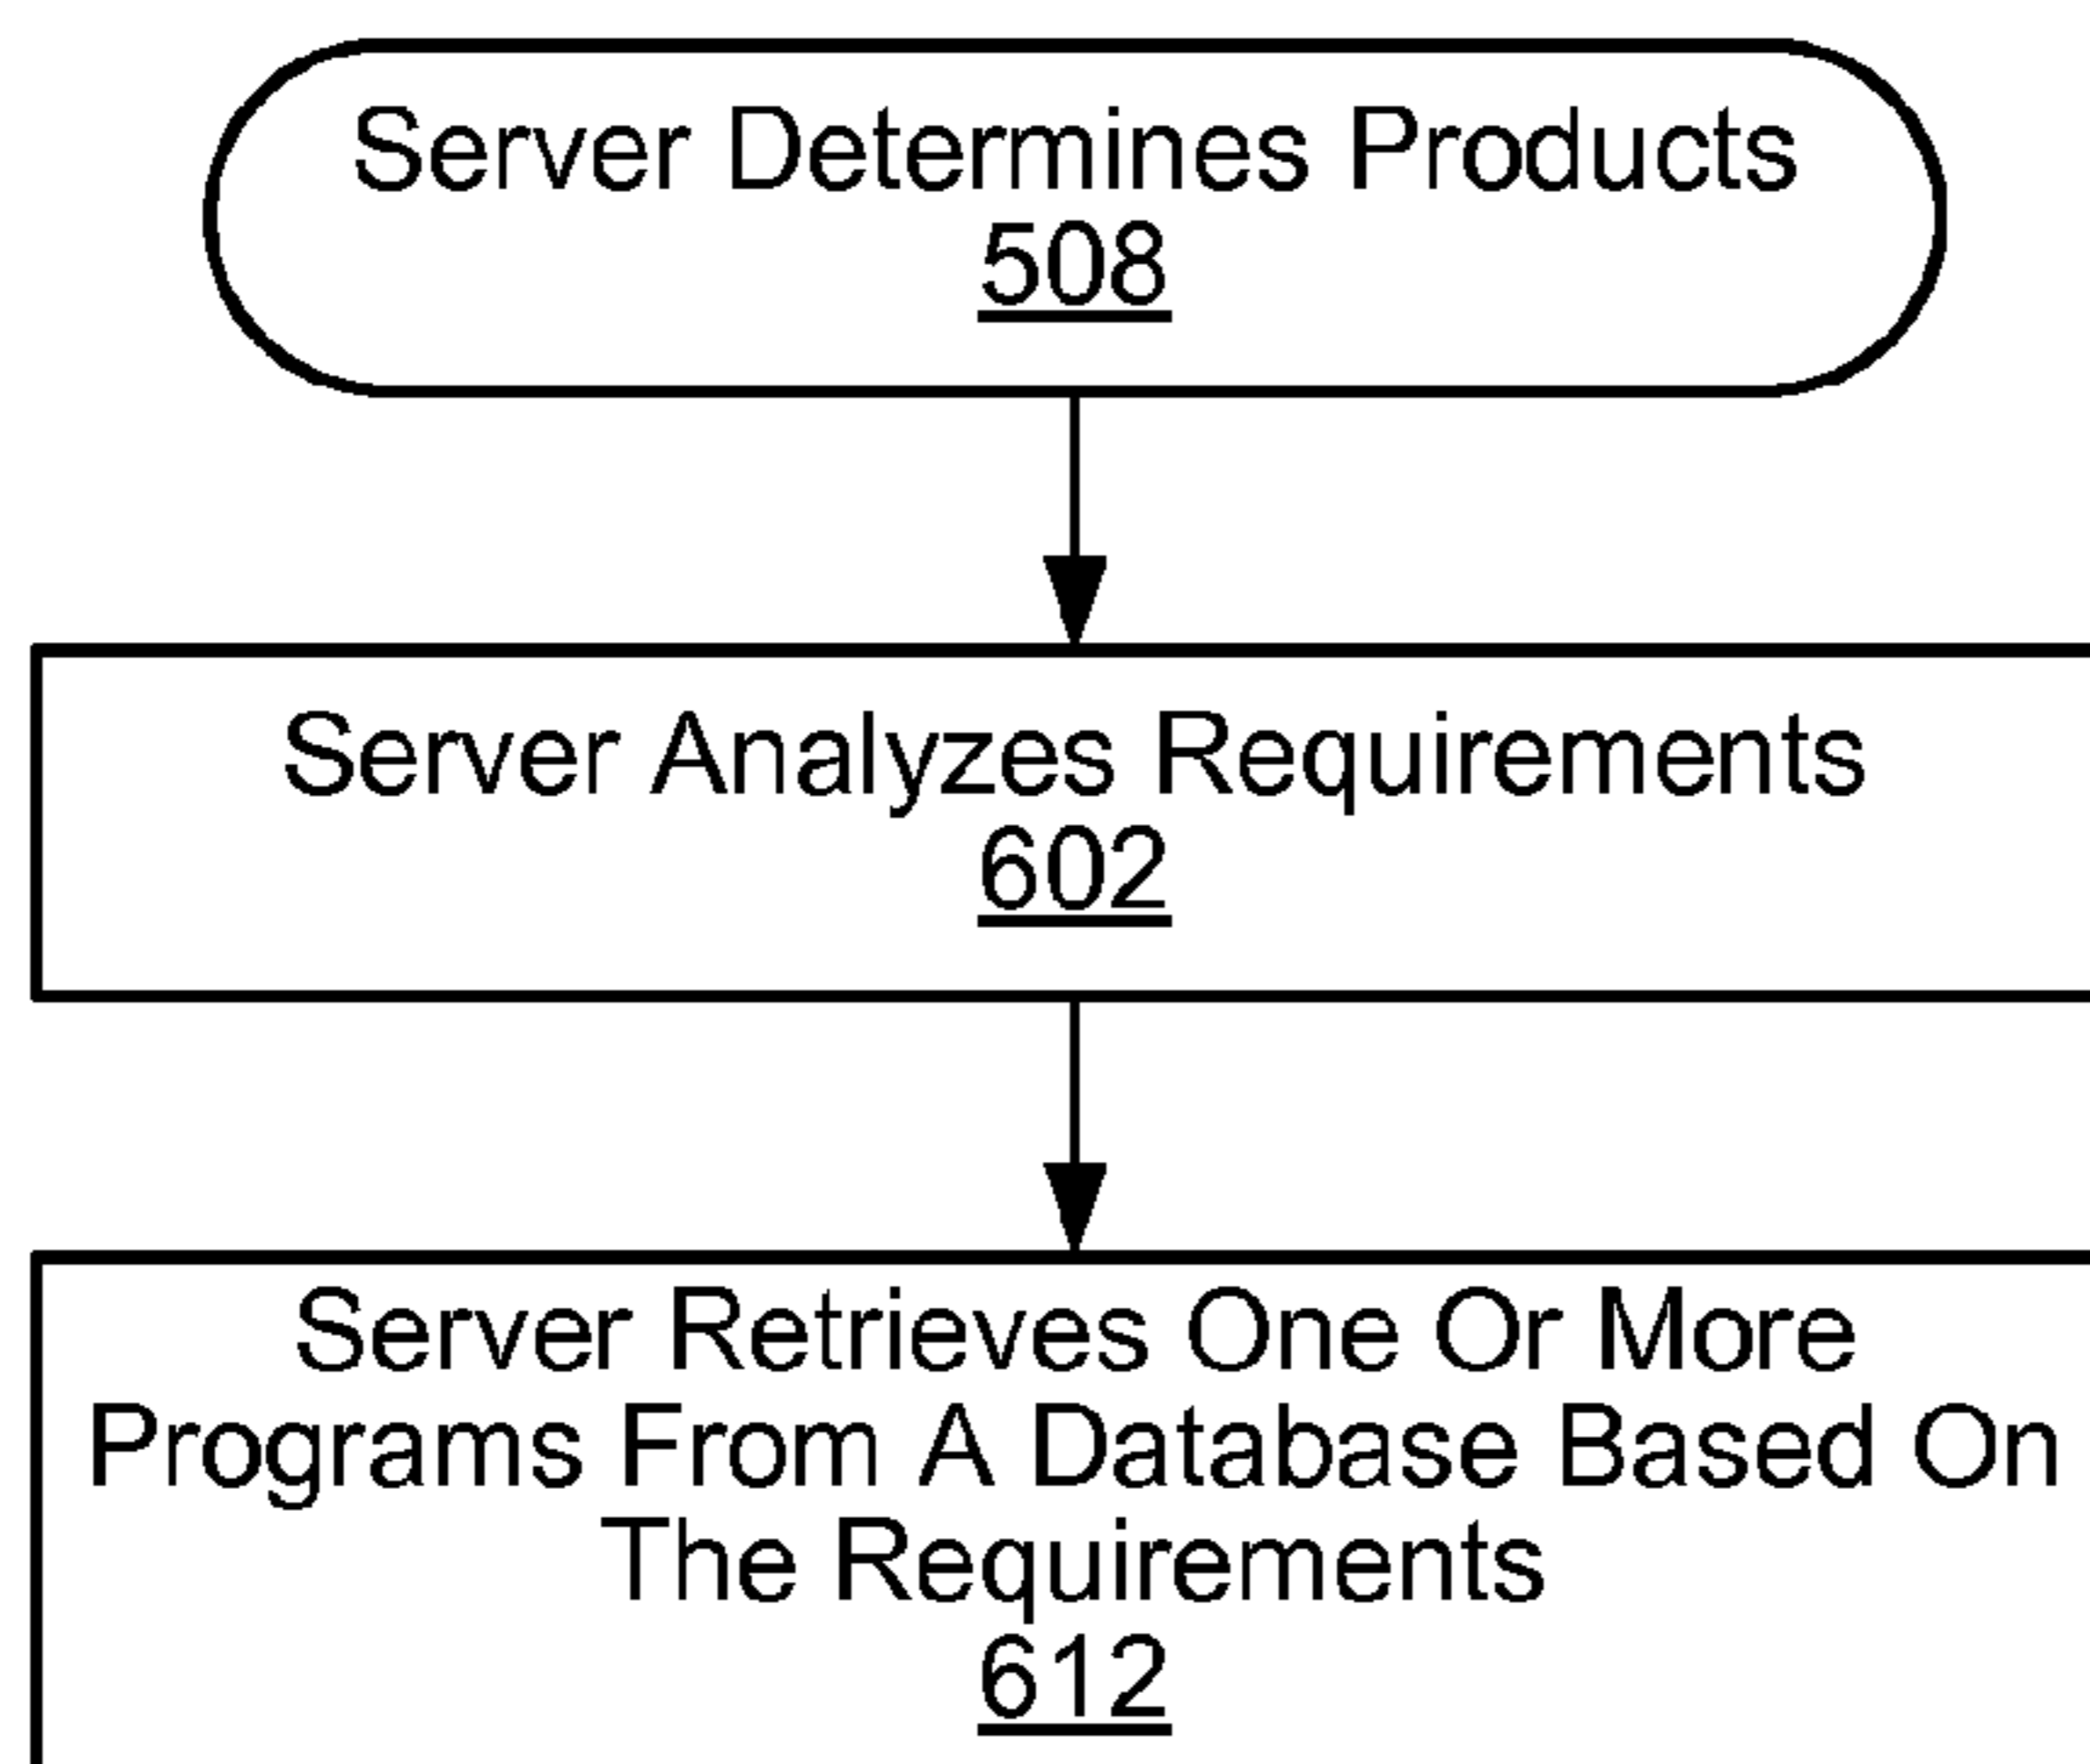 Server Determines Products
508
Server Analyzes Requirements
602
Server Retrieves One Or More
Programs From A Database Based On
The Requirements
612